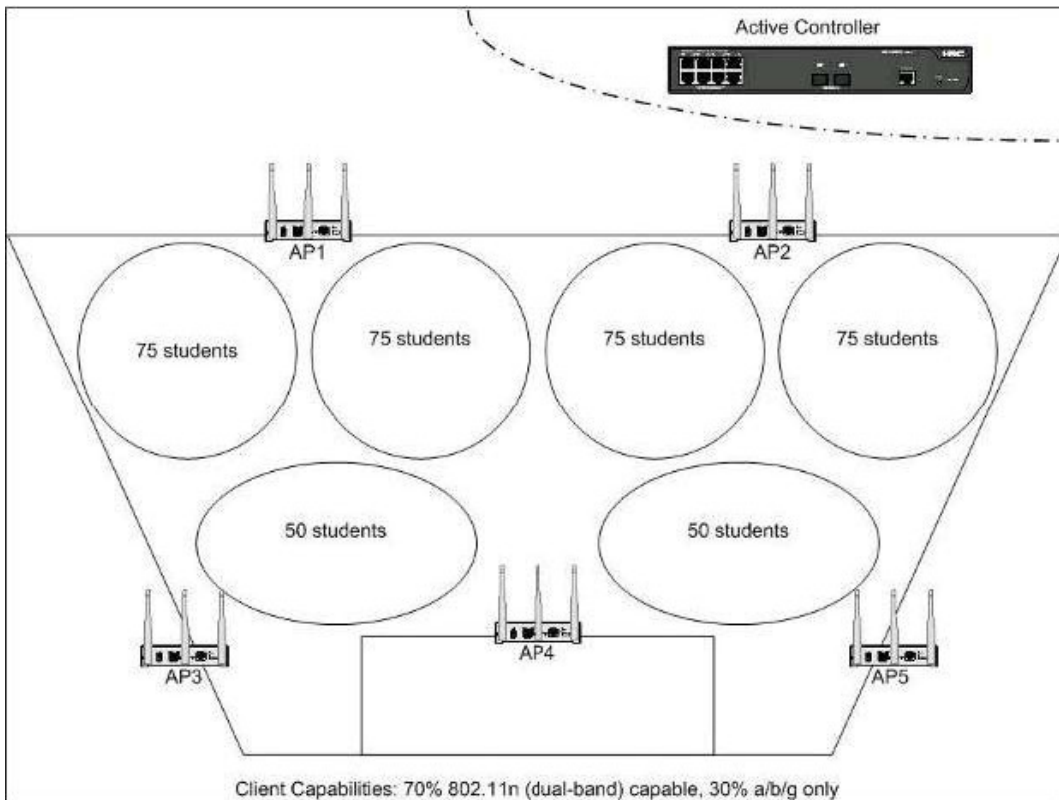 Active Controller
H3C
AP1
AP2
75 students
75 students
75 students
75 students
50 students
50 students
AP3
AP4
AP5
Client Capabilities: 70% 802.11n (dual-band) capable, 30% a/b/g only